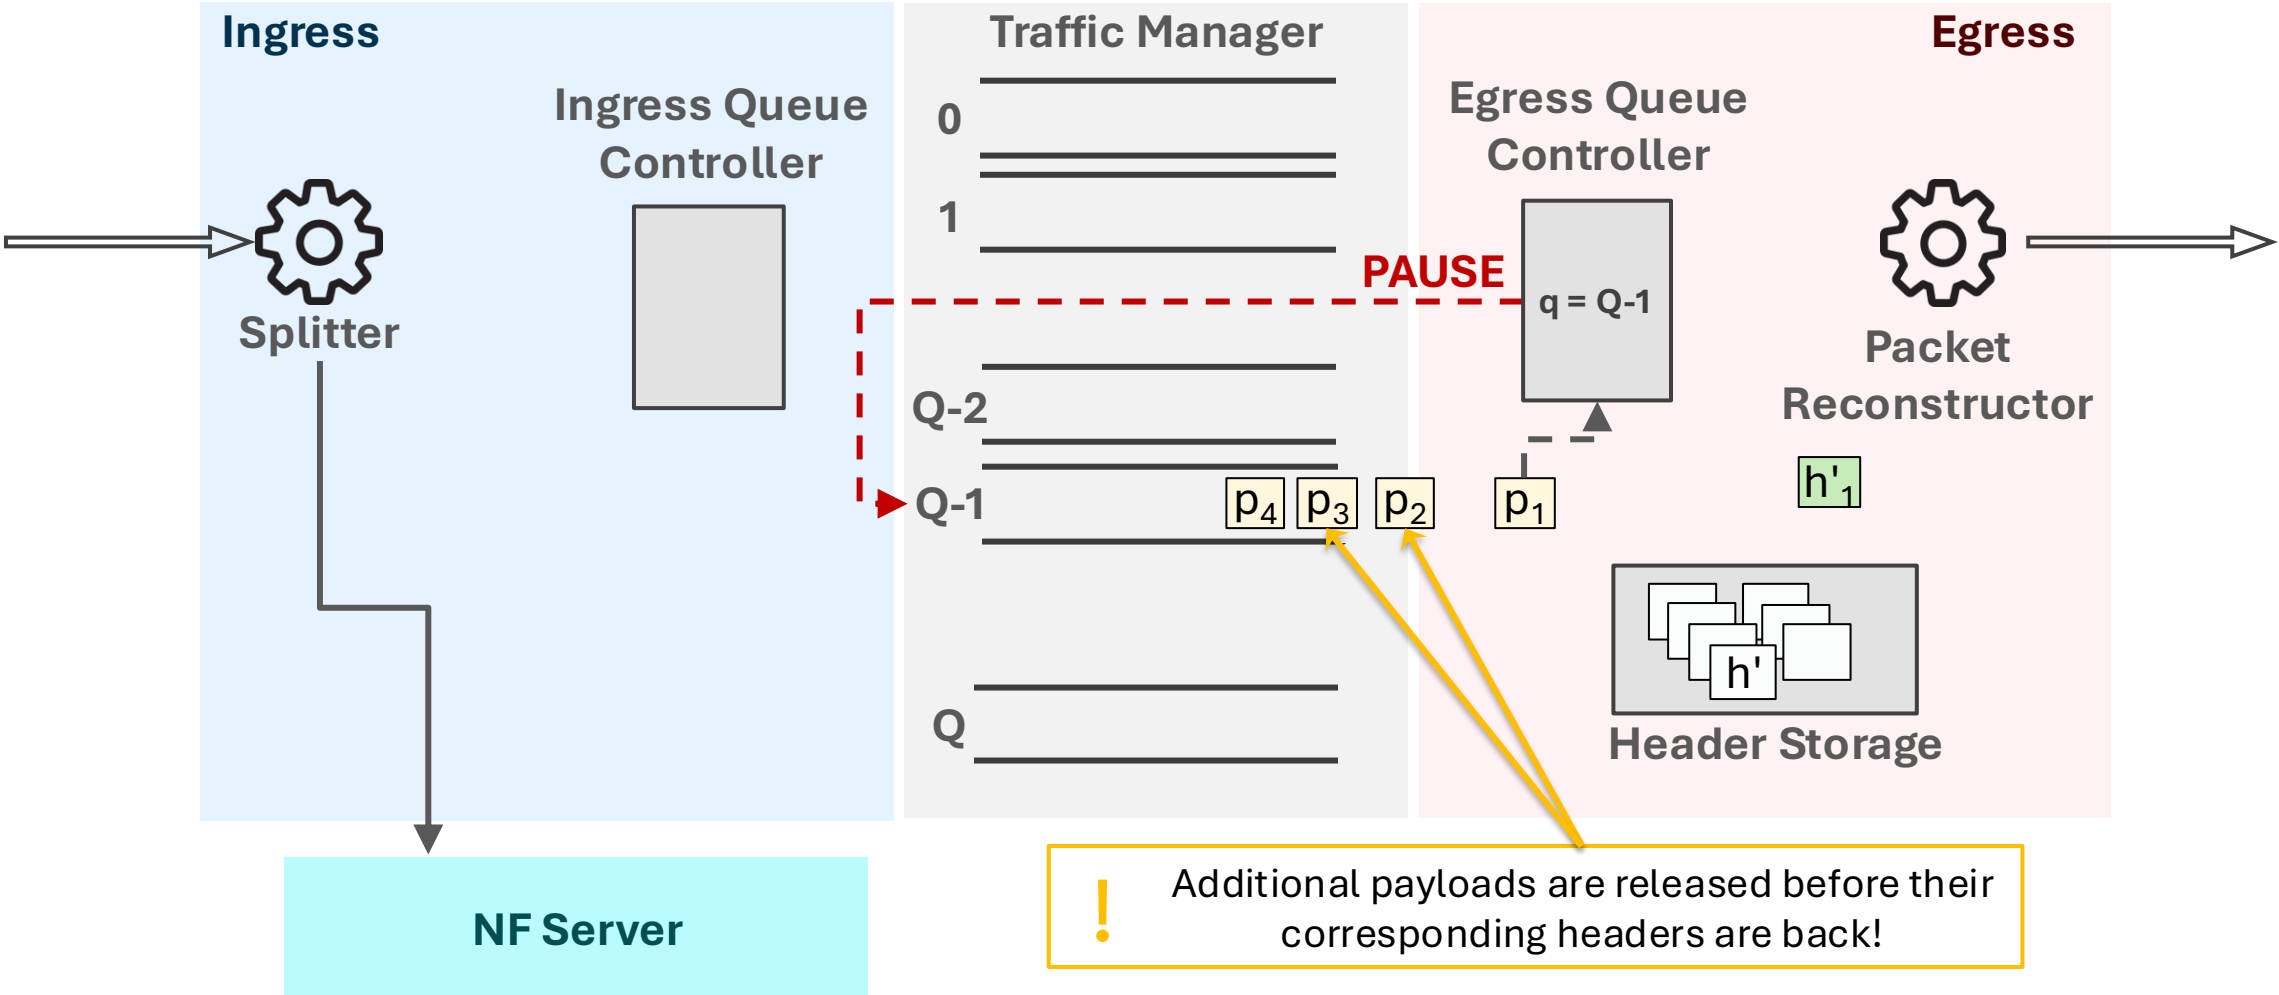 Ingress
Traffic Manager
Egress
Ingress Queue
Controller
Egress Queue
Controller
0
1
PAUSE
q = Q-1
Splitter
Packet
Reconstructor
Q-2
Q-1
p4
p3
p2
p1
h'1
h'
Header Storage
Q
NF Server
! Additional payloads are released before their
corresponding headers are back!